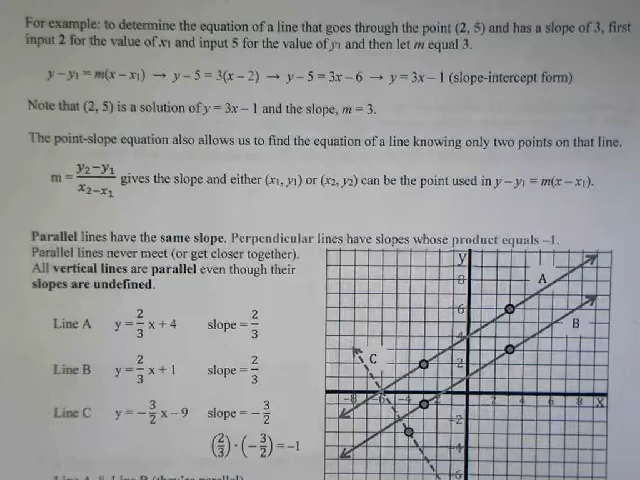 For example: to determine the equation of a line that goes through the point (2, 5) and has a slope of 3, first
input 2 for the value of x₁ and input 5 for the value of y₁ and then let m equal 3.
y – y₁ = m(x – x₁) → y – 5 = 3(x – 2) → y – 5 = 3x – 6 → y = 3x – 1 (slope-intercept form)
Note that (2, 5) is a solution of y = 3x – 1 and the slope, m = 3.
The point-slope equation also allows us to find the equation of a line knowing only two points on that line.
m = (y₂−y₁)/(x₂−x₁) gives the slope and either (x₁, y₁) or (x₂, y₂) can be the point used in y – y₁ = m(x – x₁).
Parallel lines have the same slope. Perpendicular lines have slopes whose product equals –1.
Parallel lines never meet (or get closer together).
All vertical lines are parallel even though their
slopes are undefined.
Line A y = 2/3 x + 4 slope = 2/3
Line B y = 2/3 x + 1 slope = 2/3
Line C y = – 3/2 x – 9 slope = – 3/2
(2/3) · (– 3/2) = –1
y
8
A
6
B
4
C
2
-8 -6 -4 -2 2 4 6 8 X
-2
-4
-6